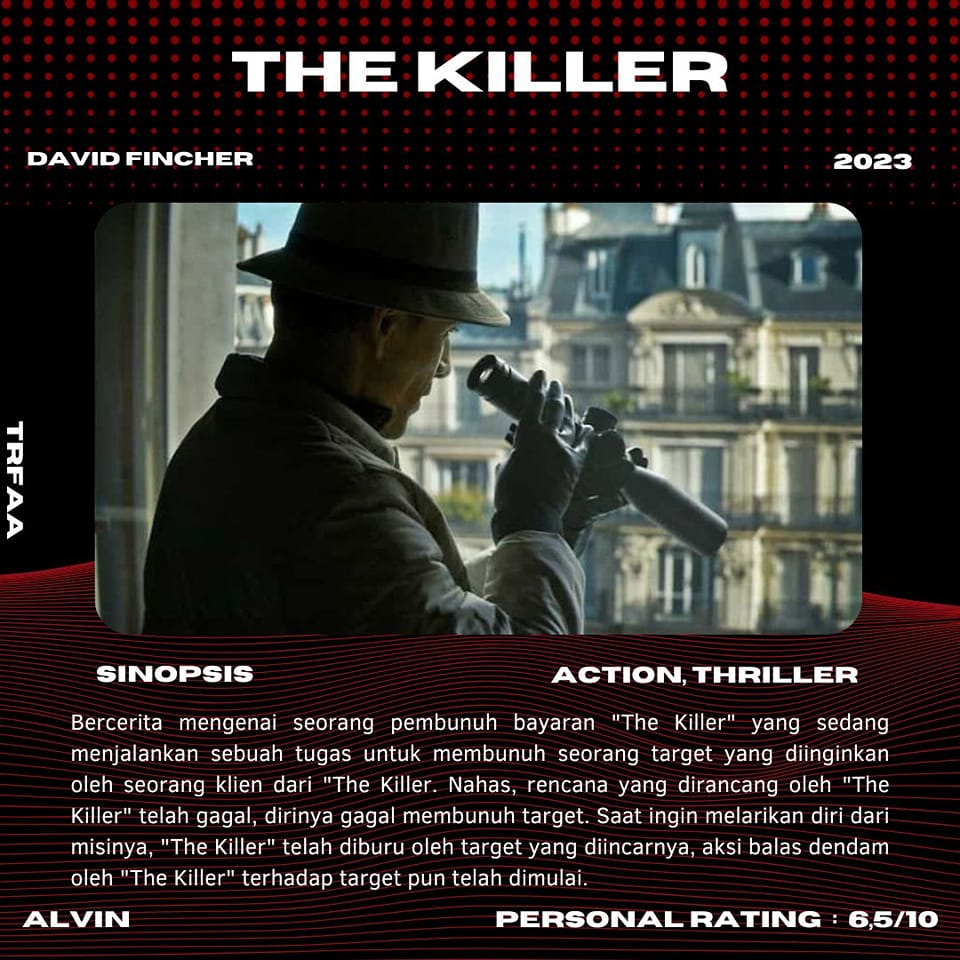 THE KILLER
DAVID FINCHER
2023
TRFAA
SINOPSIS
ACTION, THRILLER
Bercerita mengenai seorang pembunuh bayaran "The Killer" yang sedang
menjalankan sebuah tugas untuk membunuh seorang target yang diinginkan
oleh seorang klien dari "The Killer. Nahas, rencana yang dirancang oleh "The
Killer" telah gagal, dirinya gagal membunuh target. Saat ingin melarikan diri dari
misinya, "The Killer" telah diburu oleh target yang diincarnya, aksi balas dendam
oleh "The Killer" terhadap target pun telah dimulai.
ALVIN
PERSONAL RATING : 6,5/10